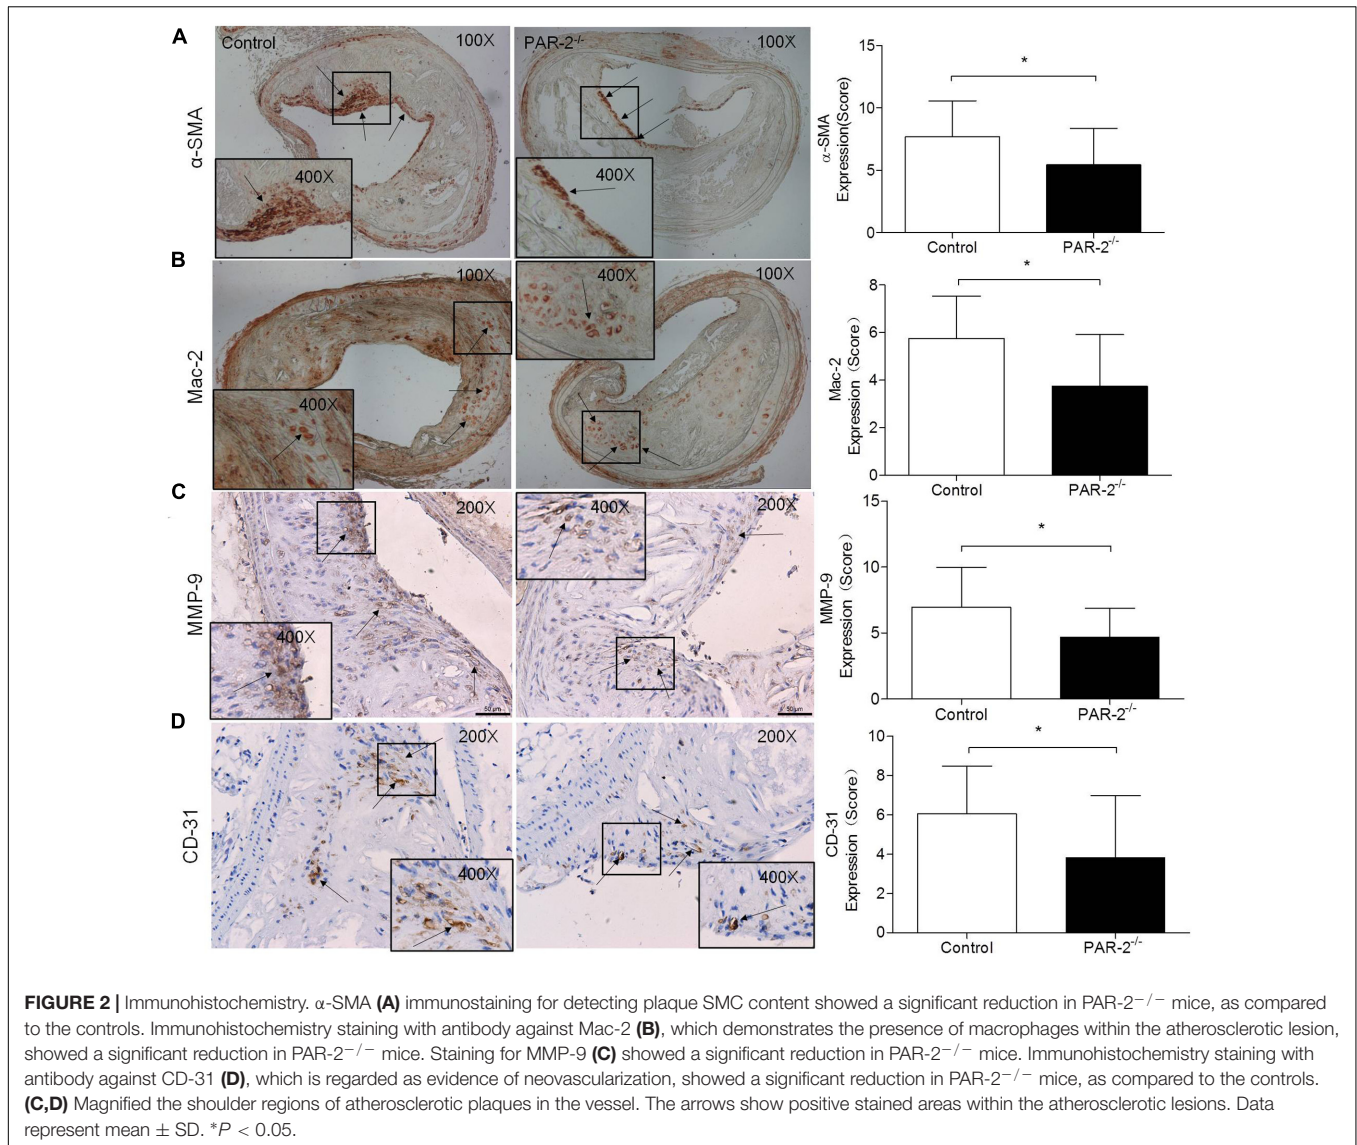 A
Control
100X
PAR-2-/-
100X
α-SMA
400X
400X
15
10
5
0
α-SMA
Expression(Score)
*
Control
PAR-2-/-
B
100X
400X
100X
Mac-2
400X
8
6
4
2
0
Mac-2
Expression (Score)
*
Control
PAR-2-/-
C
200X
400X
200X
MMP-9
400X
50 µm
50 µm
15
10
5
0
MMP-9
Expression (Score)
*
Control
PAR-2-/-
D
200X
200X
CD-31
400X
400X
10
8
6
4
2
0
CD-31
Expression (Score)
*
Control
PAR-2-/-
FIGURE 2 | Immunohistochemistry. α-SMA (A) immunostaining for detecting plaque SMC content showed a significant reduction in PAR-2−/− mice, as compared
to the controls. Immunohistochemistry staining with antibody against Mac-2 (B), which demonstrates the presence of macrophages within the atherosclerotic lesion,
showed a significant reduction in PAR-2−/− mice. Staining for MMP-9 (C) showed a significant reduction in PAR-2−/− mice. Immunohistochemistry staining with
antibody against CD-31 (D), which is regarded as evidence of neovascularization, showed a significant reduction in PAR-2−/− mice, as compared to the controls.
(C,D) Magnified the shoulder regions of atherosclerotic plaques in the vessel. The arrows show positive stained areas within the atherosclerotic lesions. Data
represent mean ± SD. *P < 0.05.